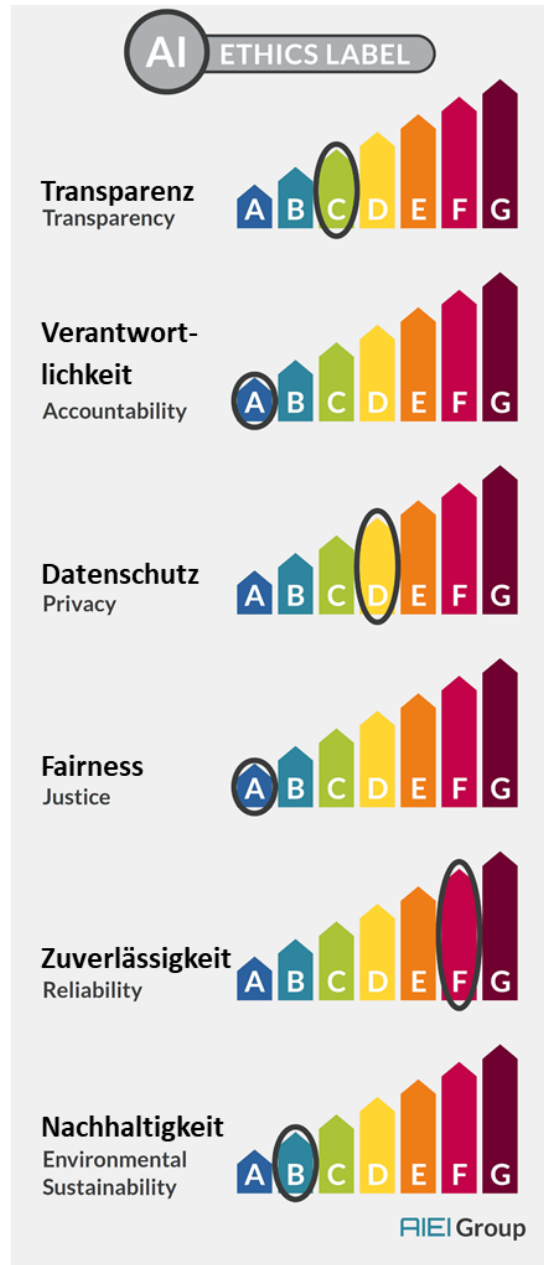 AI ETHICS LABEL
Transparenz
Transparency
A B C D E F G
Verantwort-
lichkeit
Accountability
A B C D E F G
Datenschutz
Privacy
A B C D E F G
Fairness
Justice
A B C D E F G
Zuverlässigkeit
Reliability
A B C D E F G
Nachhaltigkeit
Environmental
Sustainability
A B C D E F G
AIEI Group